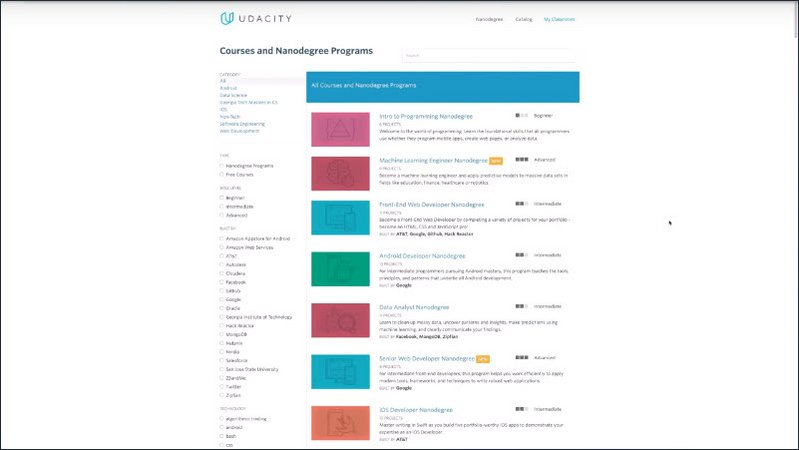 UDACITY
Nanodegree
Catalog
My Classroom
Courses and Nanodegree Programs
Search
CATEGORY
All
Android
Data Science
Georgia Tech Masters in CS
iOS
Non-Tech
Software Engineering
Web Development
TYPE
Nanodegree Programs
Free Courses
SKILL LEVEL
Beginner
Intermediate
Advanced
BUILT BY
Amazon Appstore for Android
Amazon Web Services
AT&T
Autodesk
Cloudera
Facebook
GitHub
Google
Georgia Institute of Technology
Hack Reactor
MongoDB
Nvidia
Salesforce
San Jose State University
Twitter
Zipfian
TECHNOLOGY
algorithmic trading
android
bash
css
All Courses and Nanodegree Programs
Intro to Programming Nanodegree
Beginner
6 PROJECTS
Welcome to the world of programming. Learn the foundational skills that all programmers
use whether they program mobile apps, create web pages, or analyze data.
Machine Learning Engineer Nanodegree NEW
Advanced
PROJECTS
Become a machine learning engineer and apply predictive models to massive data sets in
fields like education, finance, healthcare or robotics.
Front-End Web Developer Nanodegree
Intermediate
PROJECTS
Become a Front-End Web Developer by completing a variety of projects for your portfolio -
become an HTML, CSS and JavaScript pro!
BUILT BY AT&T, Google, Github, Hack Reactor
Android Developer Nanodegree
Intermediate
PROJECTS
For intermediate programmers pursuing Android mastery, this program teaches the tools,
principles, and patterns that underlie all Android development.
BUILT BY Google
Data Analyst Nanodegree
Intermediate
PROJECTS
Learn to clean up messy data, uncover patterns and insights, make predictions using
machine learning, and clearly communicate your findings.
BUILT BY Facebook, MongoDB, Zipfian
Senior Web Developer Nanodegree NEW
Advanced
PROJECTS
For intermediate front-end developers, this program helps you work efficiently to apply
modern tools, frameworks, and techniques to write robust web applications.
BUILT BY Google
iOS Developer Nanodegree
Intermediate
PROJECTS
Master writing in Swift as you build five portfolio-worthy iOS apps to demonstrate your
expertise as an iOS Developer.
BUILT BY AT&T